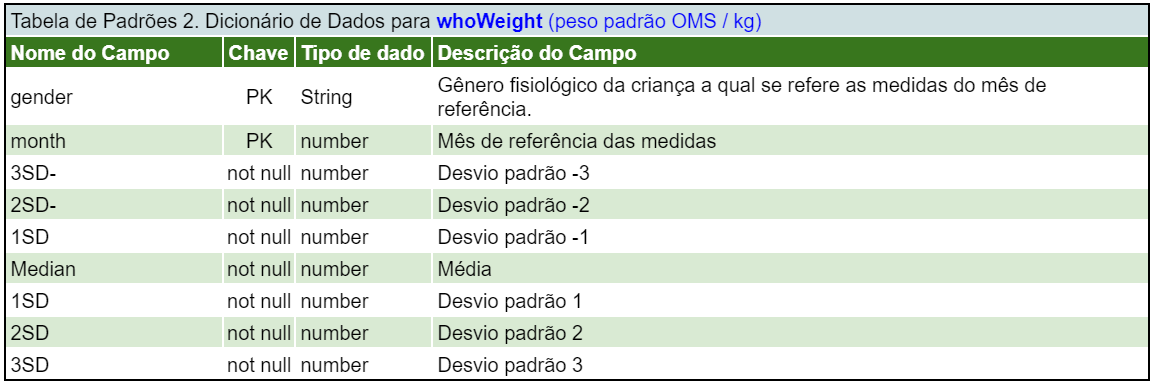 Tabela de Padrões 2. Dicionário de Dados para whoWeight (peso padrão OMS / kg)
Nome do Campo Chave Tipo de dado Descrição do Campo
gender PK String Gênero fisiológico da criança a qual se refere as medidas do mês de
referência.
month PK number Mês de referência das medidas
3SD- not null number Desvio padrão -3
2SD- not null number Desvio padrão -2
1SD not null number Desvio padrão -1
Median not null number Média
1SD not null number Desvio padrão 1
2SD not null number Desvio padrão 2
3SD not null number Desvio padrão 3